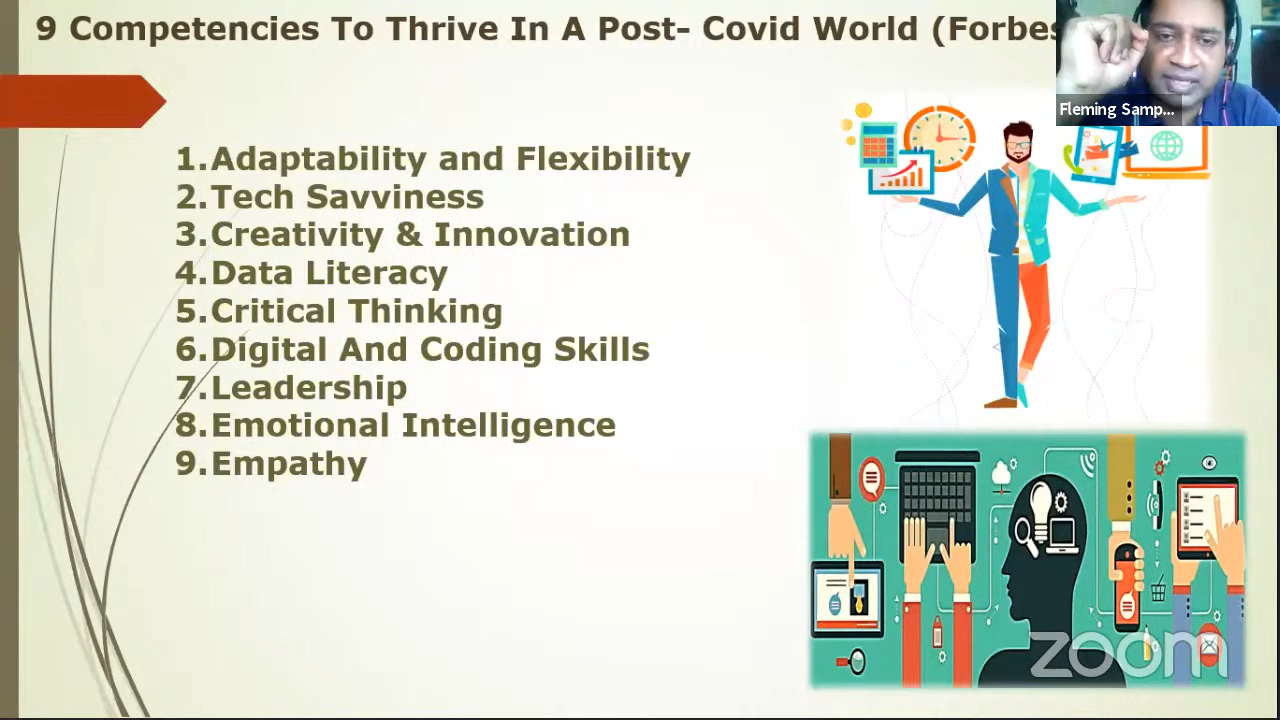 9 Competencies To Thrive In A Post- Covid World (Forbes
Fleming Samp...
1.Adaptability and Flexibility
2.Tech Savviness
3.Creativity & Innovation
4.Data Literacy
5.Critical Thinking
6.Digital And Coding Skills
7.Leadership
8.Emotional Intelligence
9.Empathy
zoom